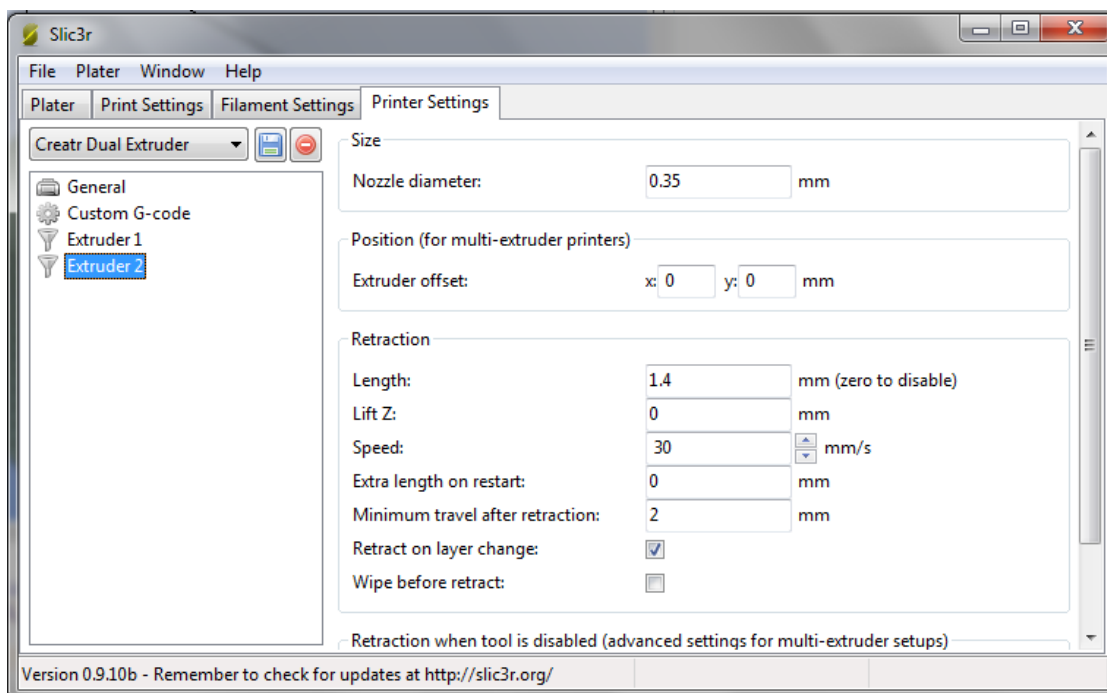 Slic3r
File Plater Window Help
Plater Print Settings Filament Settings Printer Settings
Creatr Dual Extruder
General
Custom G-code
Extruder 1
Extruder 2
Size
Nozzle diameter: 0.35 mm
Position (for multi-extruder printers)
Extruder offset: x: 0 y: 0 mm
Retraction
Length: 1.4 mm (zero to disable)
Lift Z: 0 mm
Speed: 30 mm/s
Extra length on restart: 0 mm
Minimum travel after retraction: 2 mm
Retract on layer change:
Wipe before retract:
Retraction when tool is disabled (advanced settings for multi-extruder setups)
Version 0.9.10b - Remember to check for updates at http://slic3r.org/